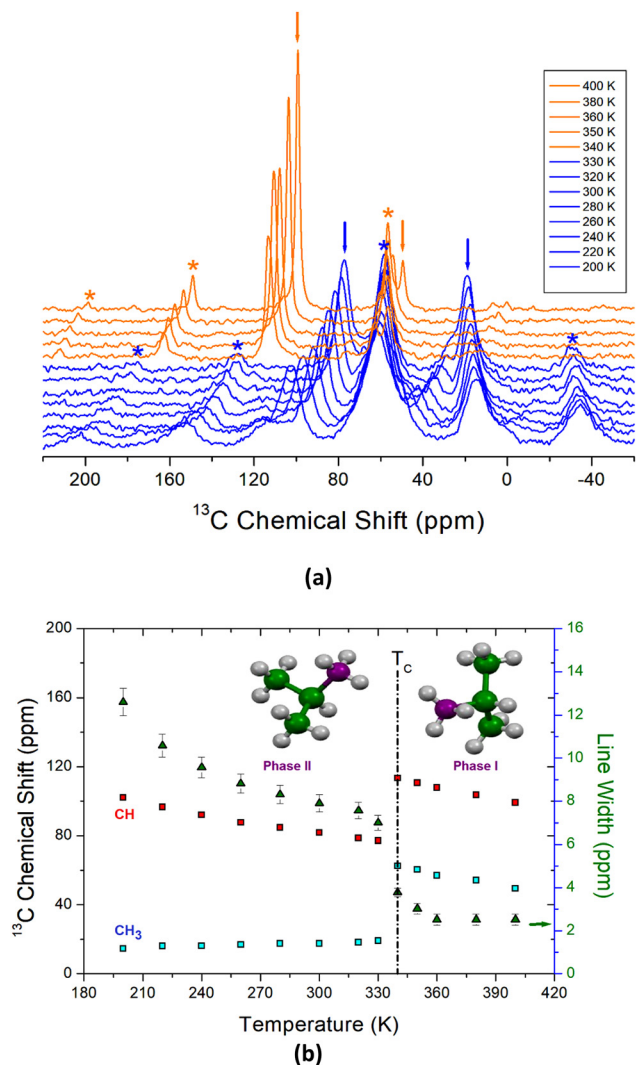 400 K
380 K
360 K
350 K
340 K
330 K
320 K
300 K
280 K
260 K
240 K
220 K
200 K
* * * * * * *
200 160 120 80 40 0 -40
¹³C Chemical Shift (ppm)
(a)
200 16
160 14
12
120 10
80 8
6
40 4
2
0 0
¹³C Chemical Shift (ppm)
Line Width (ppm)
T_C
Phase II
Phase I
CH
CH₃
180 210 240 270 300 330 360 390 420
Temperature (K)
(b)